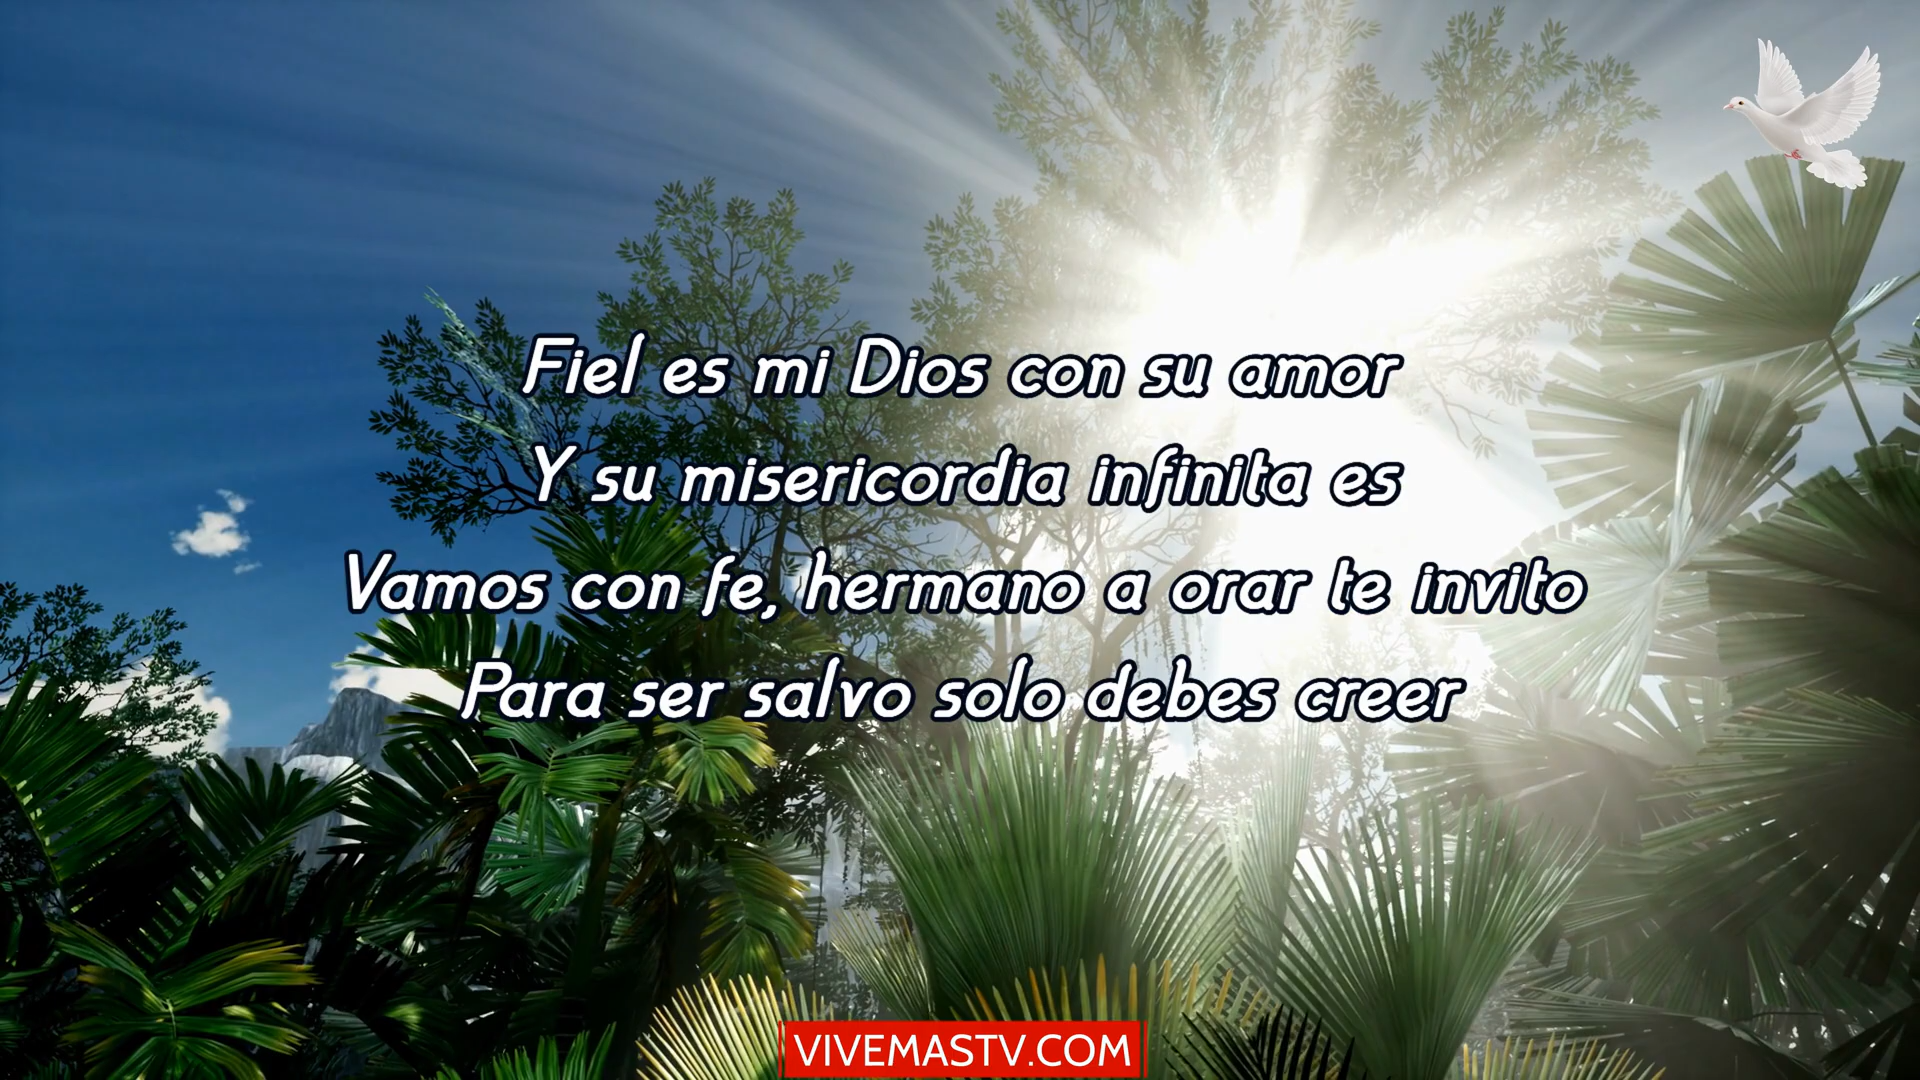 Fiel es mi Dios con su amor
Y su misericordia infinita es
Vamos con fe, hermano a orar te invito
Para ser salvo solo debes creer
VIVEMASTV.COM